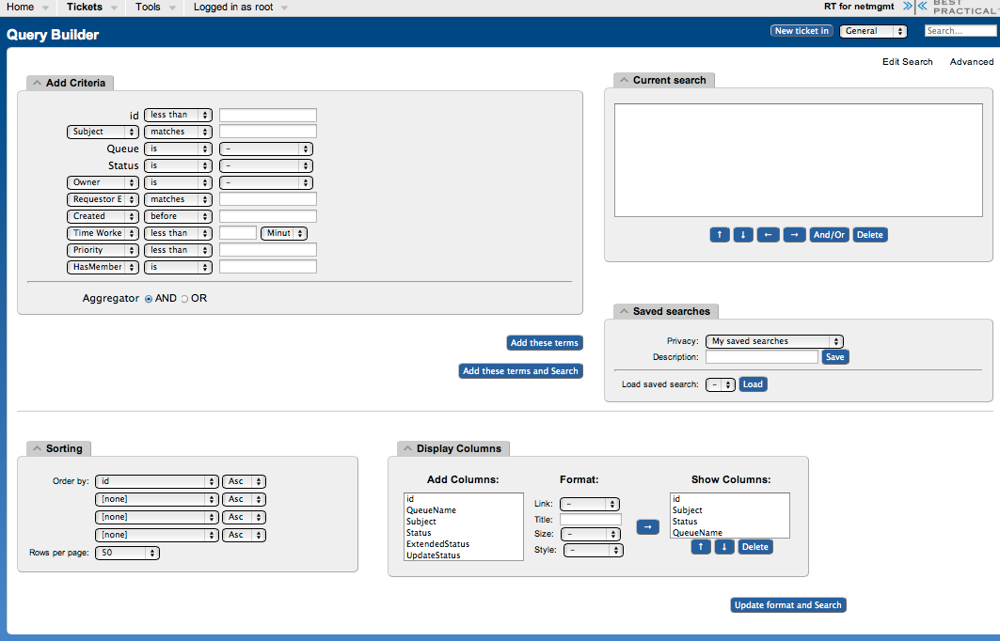 Home Tickets Tools Logged in as root RT for netmgmt BEST
PRACTICAL
Query Builder New ticket in General Search...
Edit Search Advanced
Add Criteria
id less than
Subject matches
Queue is -
Status is -
Owner is -
Requestor E matches
Created before
Time Worke less than Minut
Priority less than
HasMember is
Aggregator AND OR
Add these terms
Add these terms and Search
Current search
↑ ↓ ← → And/Or Delete
Saved searches
Privacy: My saved searches
Description: Save
Load saved search: - Load
Sorting
Order by: id Asc
[none] Asc
[none] Asc
[none] Asc
Rows per page: 50
Display Columns
Add Columns: Format: Show Columns:
id
QueueName
Subject
Status
ExtendedStatus
UpdateStatus
Link: -
Title:
Size: -
Style: -
→
id
Subject
Status
QueueName
↑ ↓ Delete
Update format and Search